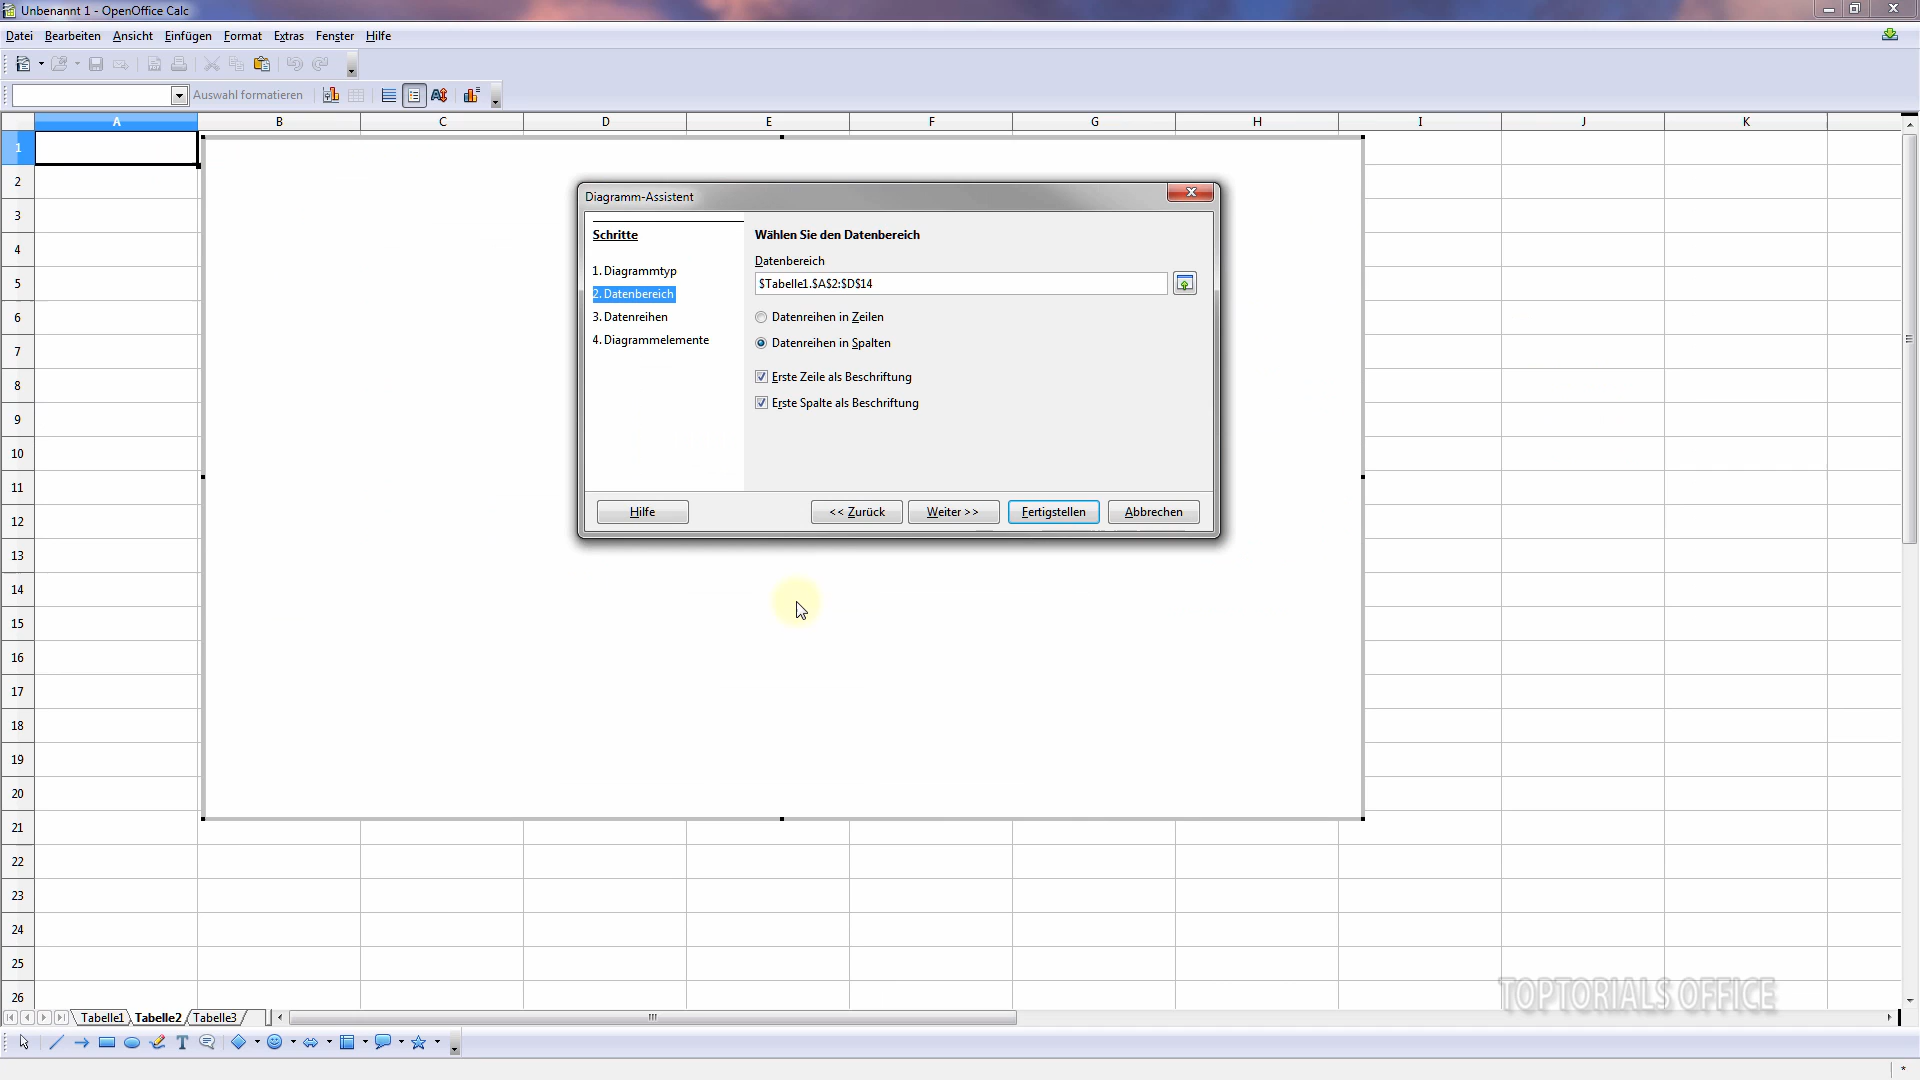 Unbenannt 1 - OpenOffice Calc
Datei Bearbeiten Ansicht Einfügen Format Extras Fenster Hilfe
Auswahl formatieren
A B C D E F G H I J K
1
2
3
4
5
6
7
8
9
10
11
12
13
14
15
16
17
18
19
20
21
22
23
24
25
26
Diagramm-Assistent
Schritte
1. Diagrammtyp
2. Datenbereich
3. Datenreihen
4. Diagrammelemente
Wählen Sie den Datenbereich
Datenbereich
$Tabelle1.$A$2:$D$14
Datenreihen in Zeilen
Datenreihen in Spalten
Erste Zeile als Beschriftung
Erste Spalte als Beschriftung
Hilfe << Zurück Weiter >> Fertigstellen Abbrechen
TOPTORIALS OFFICE
Tabelle1 Tabelle2 Tabelle3
*